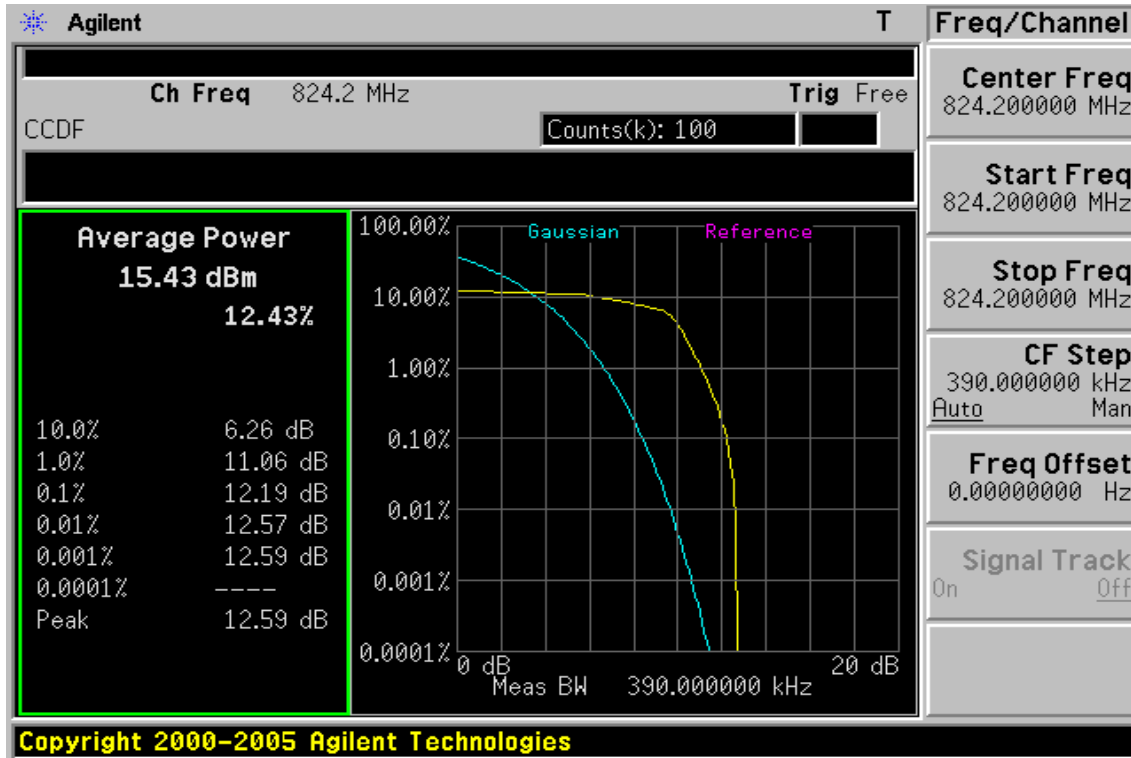 Agilent T
Ch Freq 824.2 MHz Trig Free
CCDF Counts(k): 100
Average Power
15.43 dBm
12.43%
10.0% 6.26 dB
1.0% 11.06 dB
0.1% 12.19 dB
0.01% 12.57 dB
0.001% 12.59 dB
0.0001% ----
Peak 12.59 dB
Gaussian Reference
100.00%
10.00%
1.00%
0.10%
0.01%
0.001%
0.0001%
0 dB 20 dB
Meas BW 390.000000 kHz
Freq/Channel
Center Freq
824.200000 MHz
Start Freq
824.200000 MHz
Stop Freq
824.200000 MHz
CF Step
390.000000 kHz
Auto Man
Freq Offset
0.00000000 Hz
Signal Track
On Off
Copyright 2000-2005 Agilent Technologies